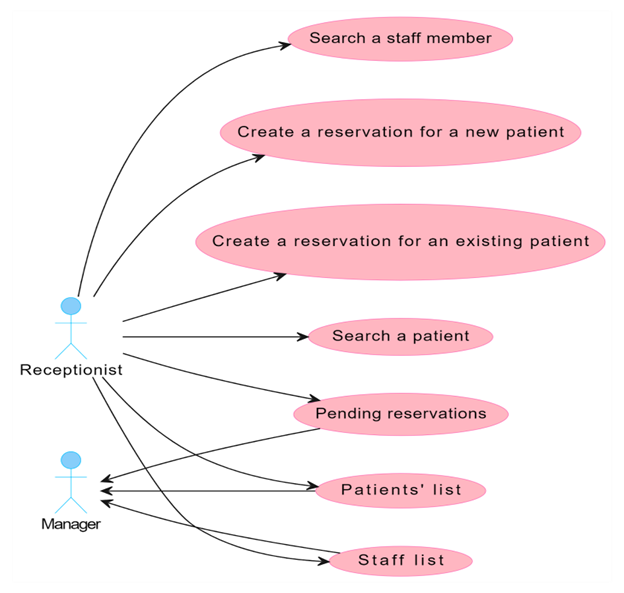 Search a staff member
Create a reservation for a new patient
Create a reservation for an existing patient
Search a patient
Receptionist
Pending reservations
Patients' list
Manager
Staff list